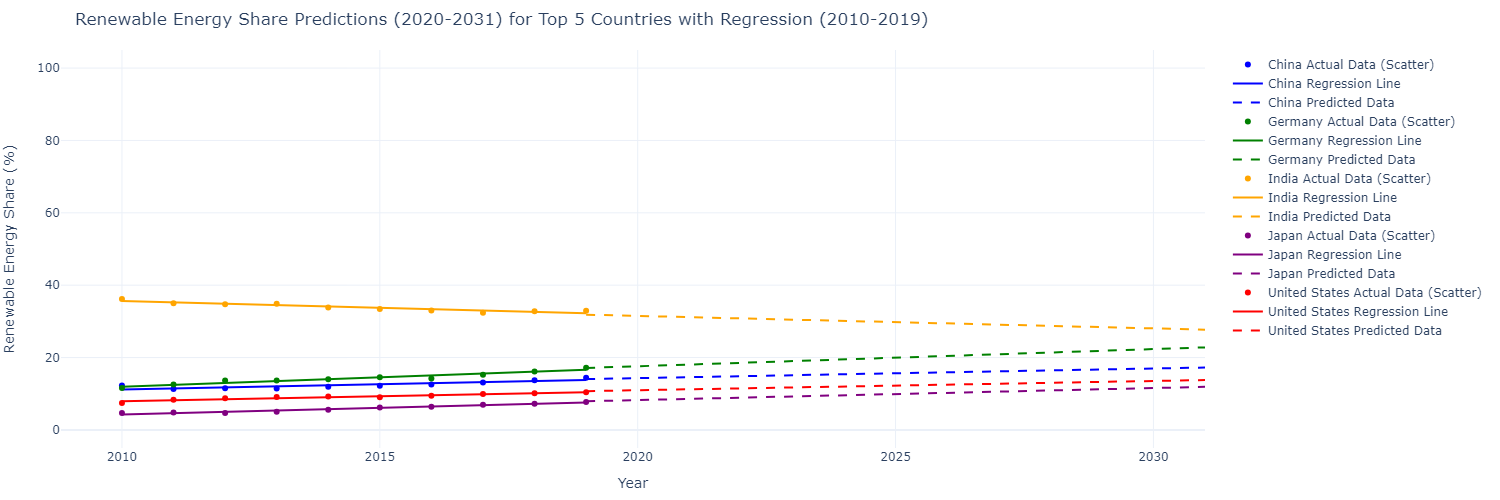 Renewable Energy Share Predictions (2020-2031) for Top 5 Countries with Regression (2010-2019)
Renewable Energy Share (%)
100
80
60
40
20
0
2010
2015
2020
2025
2030
Year
China Actual Data (Scatter)
China Regression Line
China Predicted Data
Germany Actual Data (Scatter)
Germany Regression Line
Germany Predicted Data
India Actual Data (Scatter)
India Regression Line
India Predicted Data
Japan Actual Data (Scatter)
Japan Regression Line
Japan Predicted Data
United States Actual Data (Scatter)
United States Regression Line
United States Predicted Data